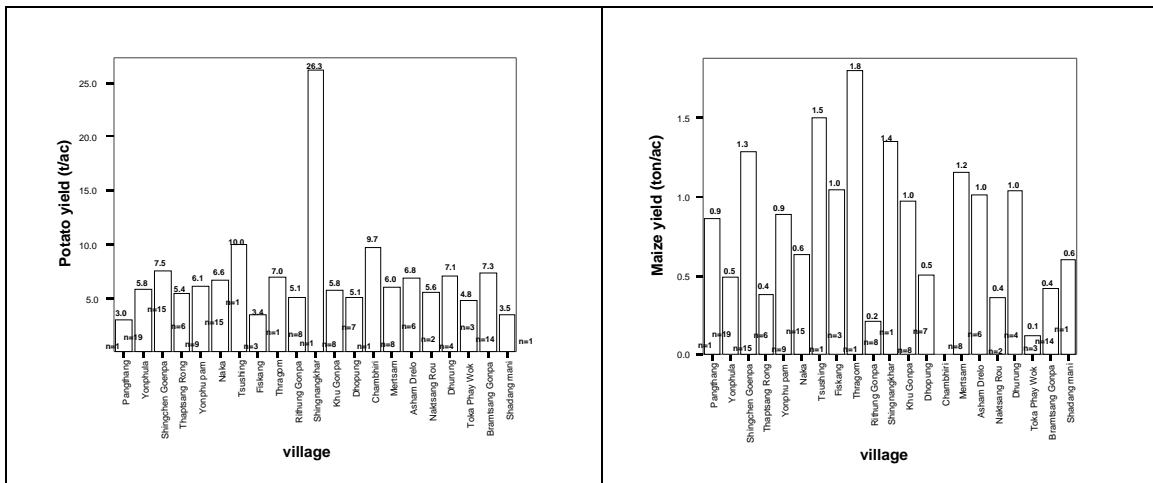 26.3
25.0
20.0
15.0
10.0
5.0
Potato yield (t/ac)
3.0
5.8
7.5
5.4
6.1
6.6
10.0
3.4
7.0
5.1
5.8
5.1
9.7
6.0
6.8
5.6
7.1
4.8
7.3
3.5
n=1
n=19
n=15
n=6
n=9
n=15
n=1
n=3
n=1
n=8
n=1
n=8
n=7
n=1
n=8
n=6
n=2
n=4
n=3
n=14
n=1
Pangthang
Yonphula
Shingchen Goenpa
Thaptsang Rong
Yonphu pam
Naka
Tsushing
Fiskang
Thragom
Rithung Gonpa
Shingnangkhar
Khu Gonpa
Dhopung
Chambhiri
Mertsam
Asham Drelo
Naktsang Rou
Dhurung
Toka Phay Wok
Bramtsang Gonpa
Shadang mani
village
1.5
1.0
0.5
0.0
Maize yield (ton/ac)
0.9
0.5
1.3
0.4
0.9
0.6
1.5
1.0
1.8
0.2
1.4
1.0
0.5
1.2
1.0
0.4
1.0
0.1
0.4
0.6
n=1
n=19
n=15
n=6
n=9
n=15
n=1
n=3
n=1
n=8
n=1
n=8
n=7
n=8
n=6
n=2
n=4
n=3
n=14
n=1
Pangthang
Yonphula
Shingchen Goenpa
Thaptsang Rong
Yonphu pam
Naka
Tsushing
Fiskang
Thragom
Rithung Gonpa
Shingnangkhar
Khu Gonpa
Dhopung
Chambhiri
Mertsam
Asham Drelo
Naktsang Rou
Dhurung
Toka Phay Wok
Bramtsang Gonpa
Shadang mani
village